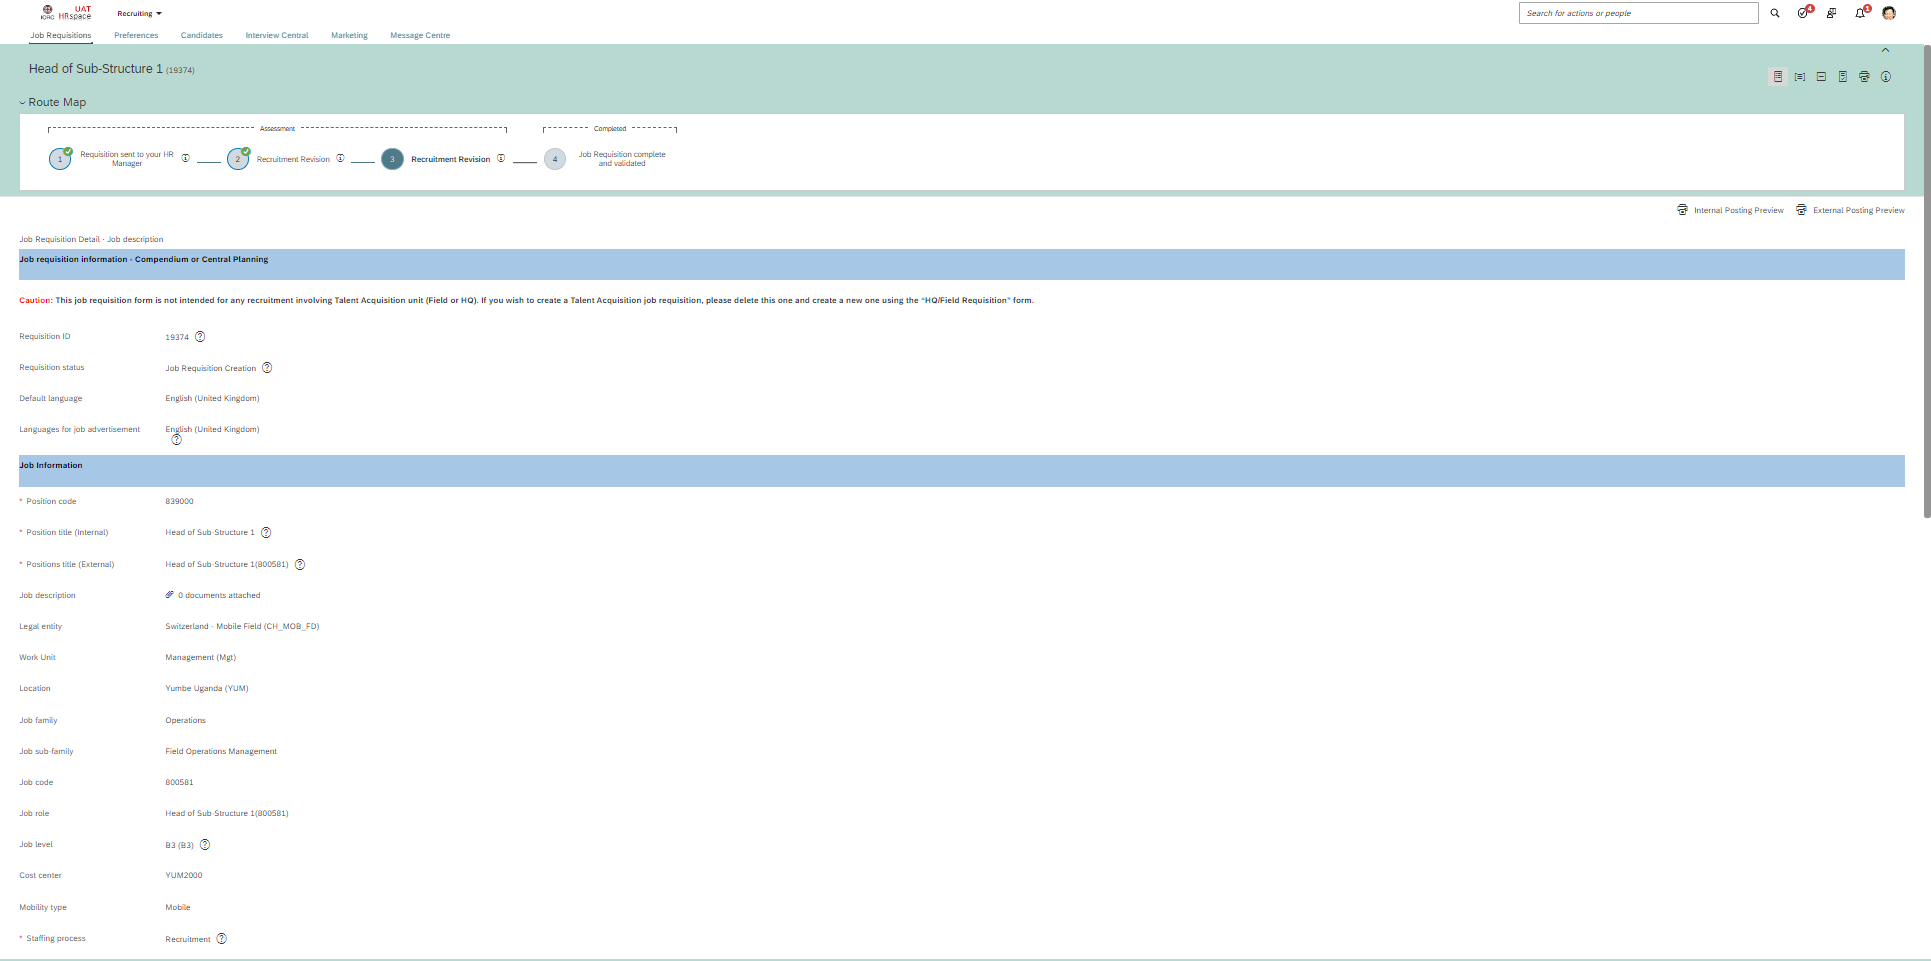 UAT
ICRC HRspace
Recruiting
Search for actions or people
4
1
Job Requisitions
Preferences
Candidates
Interview Central
Marketing
Message Centre
Head of Sub-Structure 1 (19374)
Route Map
Assessment
Completed
1 Requisition sent to your HR Manager
2 Recruitment Revision
3 Recruitment Revision
4 Job Requisition complete and validated
Internal Posting Preview
External Posting Preview
Job Requisition Detail - Job description
Job requisition information - Compendium or Central Planning
Caution: This job requisition form is not intended for any recruitment involving Talent Acquisition unit (Field or HQ). If you wish to create a Talent Acquisition job requisition, please delete this one and create a new one using the "HQ/Field Requisition" form.
Requisition ID 19374
Requisition status Job Requisition Creation
Default language English (United Kingdom)
Languages for job advertisement English (United Kingdom)
Job Information
* Position code 839000
* Position title (Internal) Head of Sub-Structure 1
* Positions title (External) Head of Sub-Structure 1(800581)
Job description 0 documents attached
Legal entity Switzerland - Mobile Field (CH_MOB_FD)
Work Unit Management (Mgt)
Location Yumbe Uganda (YUM)
Job family Operations
Job sub-family Field Operations Management
Job code 800581
Job role Head of Sub-Structure 1(800581)
Job level B3 (B3)
Cost center YUM2000
Mobility type Mobile
* Staffing process Recruitment